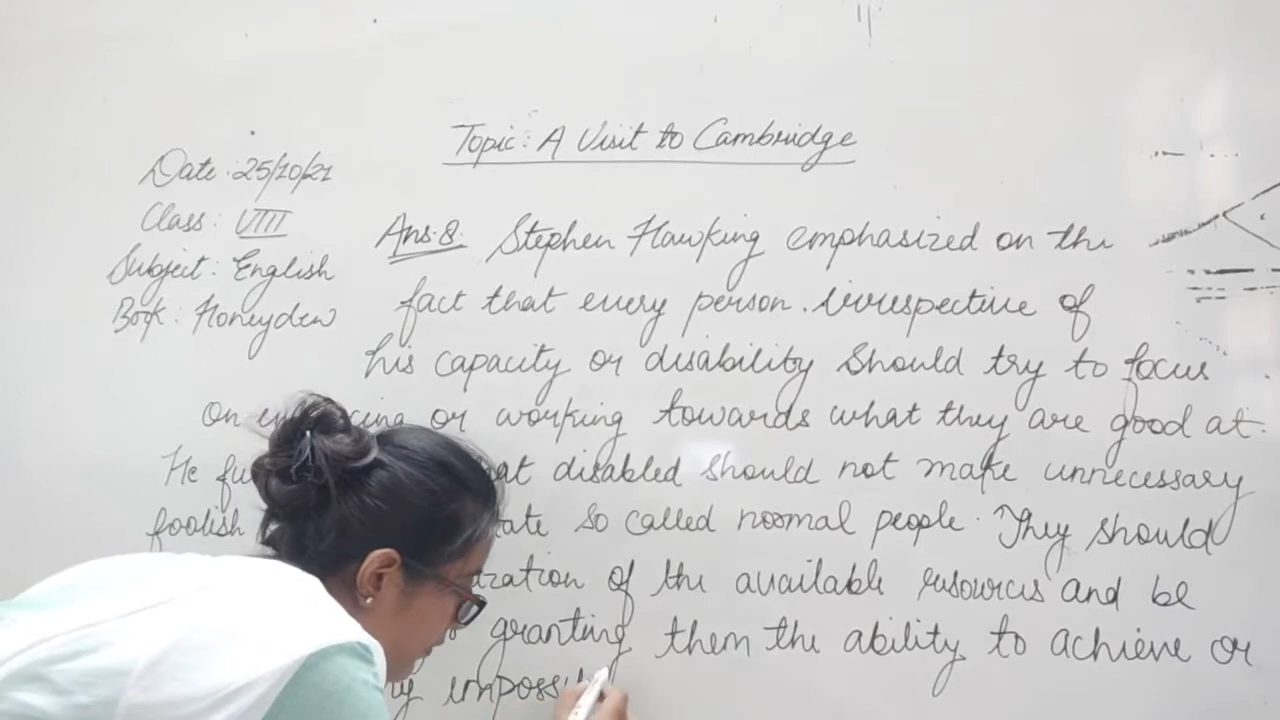 Topic: A Visit to Cambridge
Date: 25/10/21
Class: VIII
Subject: English
Book: Honeydew
Ans.8. Stephen Hawking emphasized on the
fact that every person. irrespective of
his capacity or disability should try to focus
on or working towards what they are good at.
He disabled should not make unnecessary
foolish so called normal people. They should
of the available resources and be
granting them the ability to achieve or